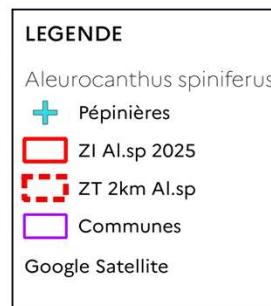 LEGENDE
Aleurocanthus spiniferus
Pépinières
ZI Al.sp 2025
ZT 2km Al.sp
Communes
Google Satellite